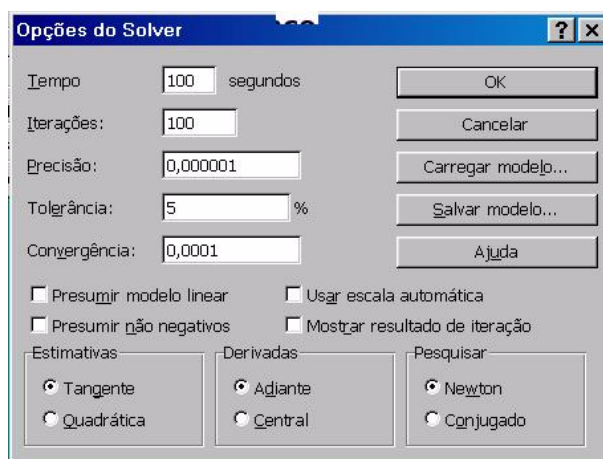 Opções do Solver
Tempo 100 segundos OK
Iterações: 100 Cancelar
Precisão: 0,000001 Carregar modelo...
Tolerância: 5 % Salvar modelo...
Convergência: 0,0001 Ajuda
Presumir modelo linear Usar escala automática
Presumir não negativos Mostrar resultado de iteração
Estimativas Derivadas Pesquisar
Tangente Adiante Newton
Quadrática Central Conjugado